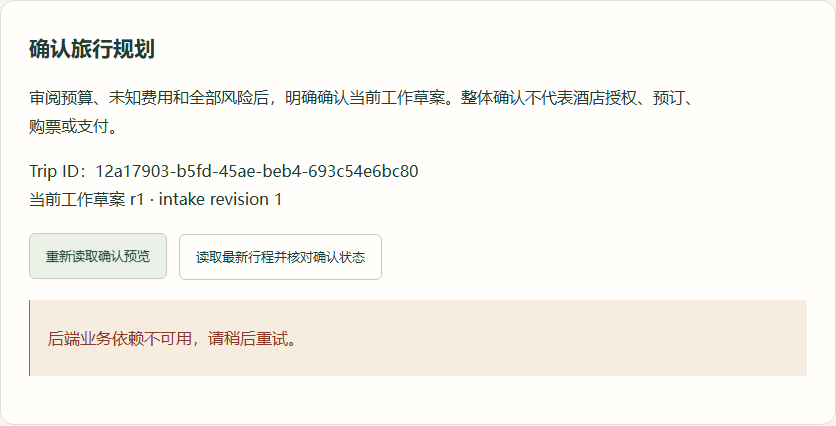 确认旅行规划
审阅预算、未知费用和全部风险后，明确确认当前工作草案。整体确认不代表酒店授权、预订、
购票或支付。
Trip ID：12a17903-b5fd-45ae-beb4-693c54e6bc80
当前工作草案 r1 · intake revision 1
重新读取确认预览
读取最新行程并核对确认状态
后端业务依赖不可用，请稍后重试。